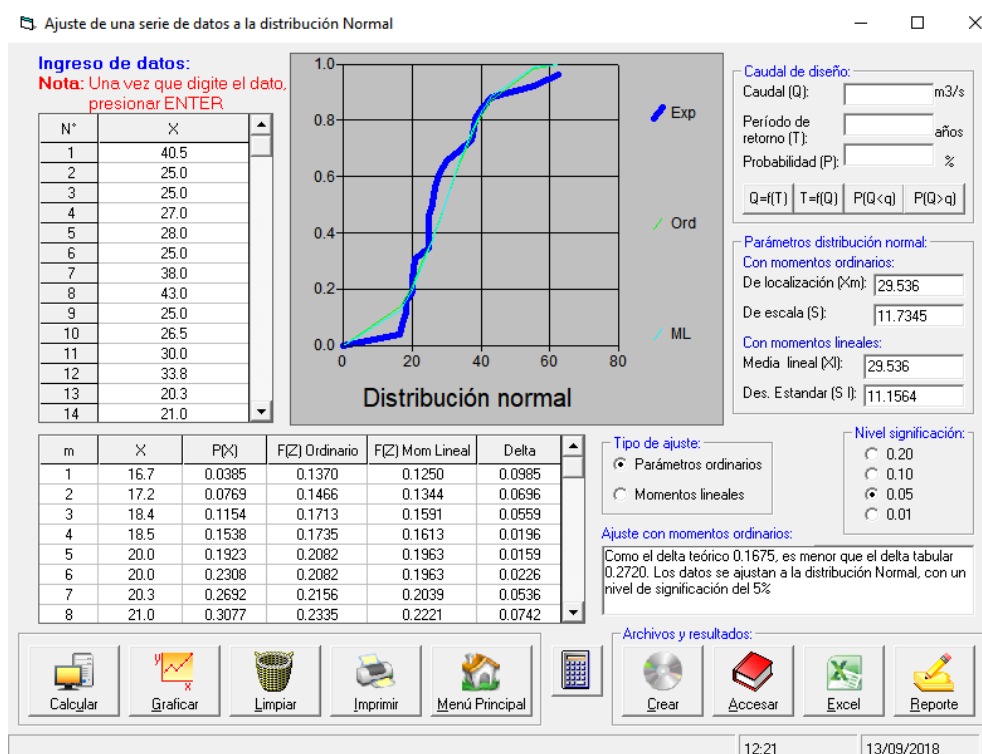 Ajuste de una serie de datos a la distribución Normal
Ingreso de datos:
Nota: Una vez que digite el dato,
presionar ENTER
N° X
1 40.5
2 25.0
3 25.0
4 27.0
5 28.0
6 25.0
7 38.0
8 43.0
9 25.0
10 26.5
11 30.0
12 33.8
13 20.3
14 21.0
1.0
0.8
0.6
0.4
0.2
0.0
0 20 40 60 80
Distribución normal
Exp
Ord
ML
Caudal de diseño:
Caudal (Q): m3/s
Período de
retorno (T): años
Probabilidad (P): %
Q=f(T) T=f(Q) P(Q<q) P(Q>q)
Parámetros distribución normal:
Con momentos ordinarios:
De localización (Xm): 29.536
De escala (S): 11.7345
Con momentos lineales:
Media lineal (Xl): 29.536
Des. Estandar (S l): 11.1564
m X P(X) F(Z) Ordinario F(Z) Mom Lineal Delta
1 16.7 0.0385 0.1370 0.1250 0.0985
2 17.2 0.0769 0.1466 0.1344 0.0696
3 18.4 0.1154 0.1713 0.1591 0.0559
4 18.5 0.1538 0.1735 0.1613 0.0196
5 20.0 0.1923 0.2082 0.1963 0.0159
6 20.0 0.2308 0.2082 0.1963 0.0226
7 20.3 0.2692 0.2156 0.2039 0.0536
8 21.0 0.3077 0.2335 0.2221 0.0742
Tipo de ajuste:
Parámetros ordinarios
Momentos lineales
Nivel significación:
0.20
0.10
0.05
0.01
Ajuste con momentos ordinarios:
Como el delta teórico 0.1675, es menor que el delta tabular
0.2720. Los datos se ajustan a la distribución Normal, con un
nivel de significación del 5%
Archivos y resultados:
Calcular Graficar Limpiar Imprimir Menú Principal Crear Accesar Excel Reporte
12:21 13/09/2018